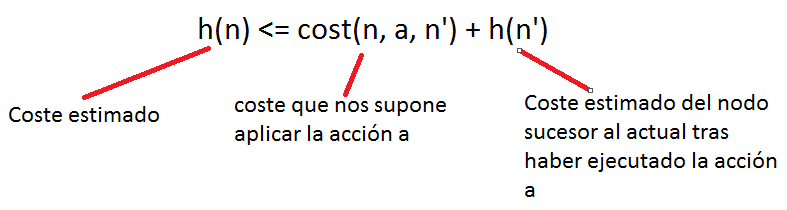 h(n) <= cost(n, a, n') + h(n')
Coste estimado
coste que nos supone
aplicar la acción a
Coste estimado del nodo
sucesor al actual tras
haber ejecutado la acción
a